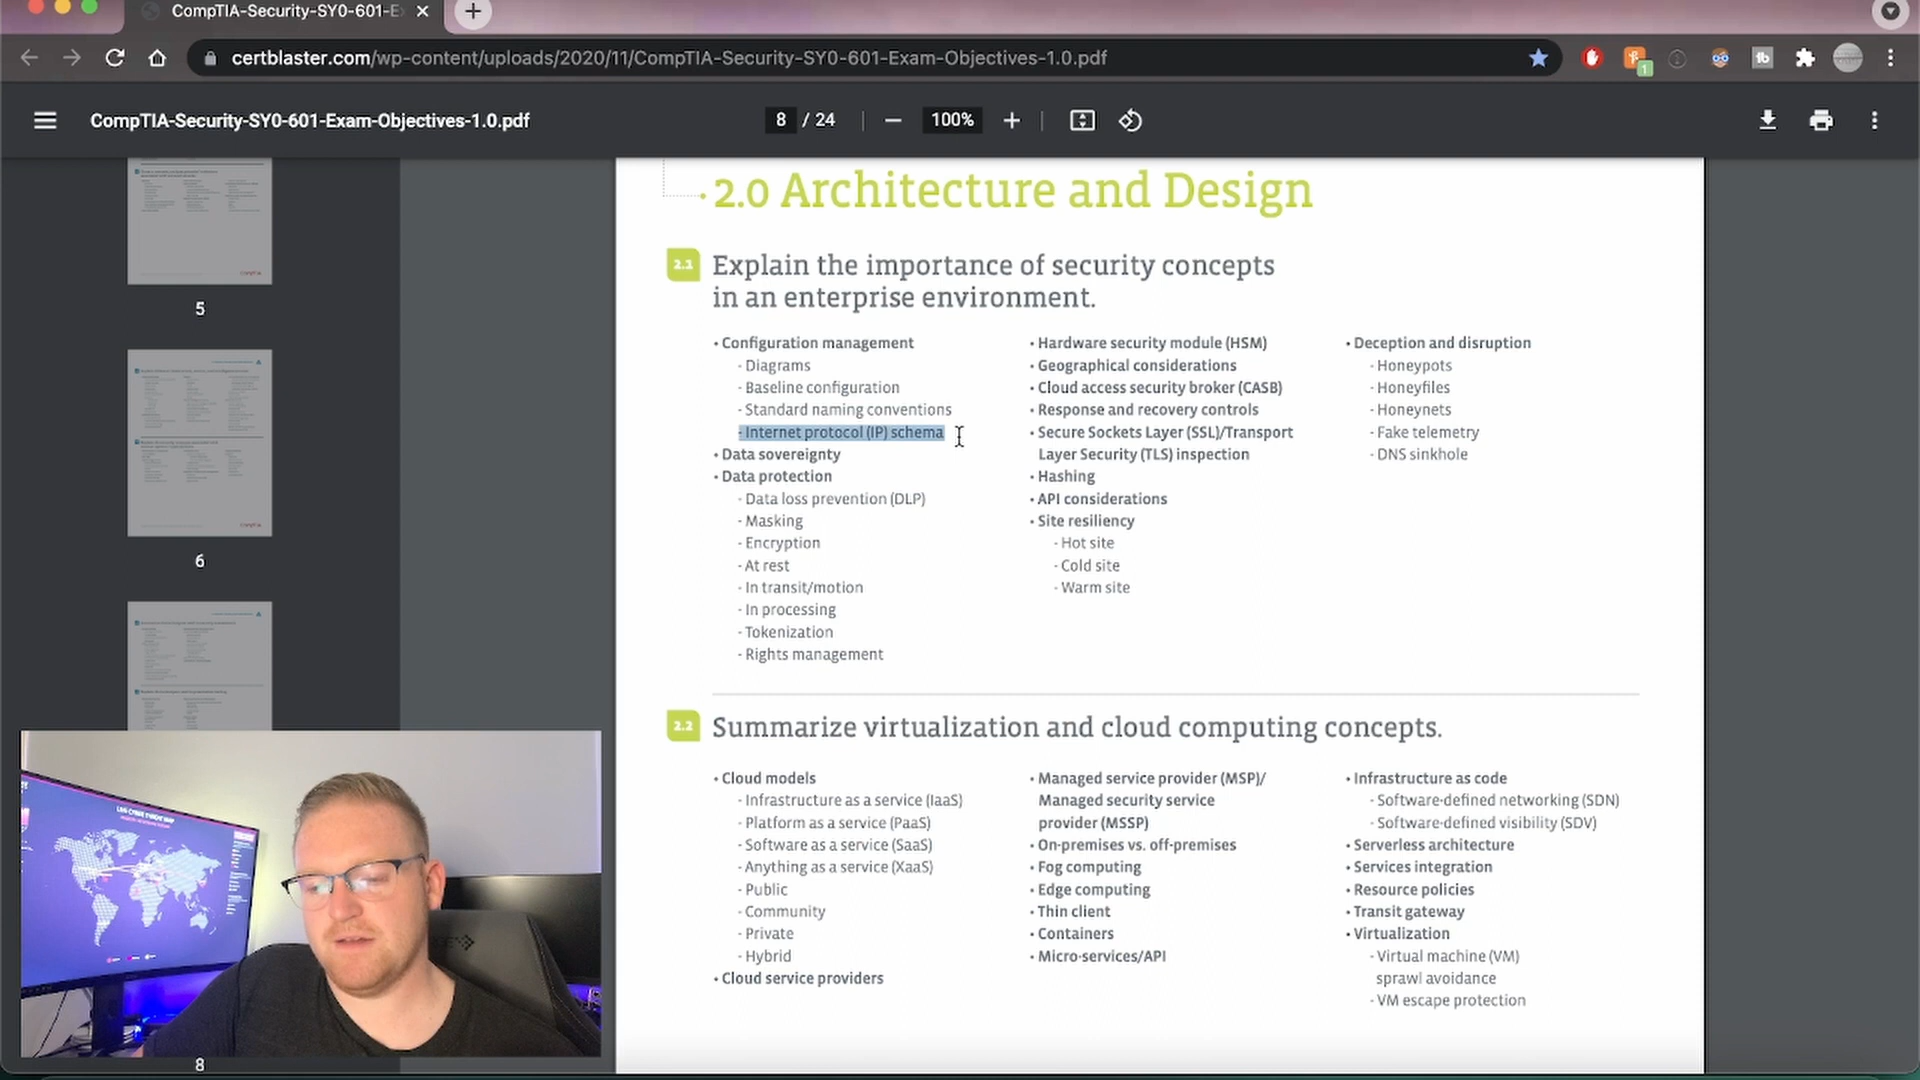 CompTIA-Security-SY0-601-E
certblaster.com/wp-content/uploads/2020/11/CompTIA-Security-SY0-601-Exam-Objectives-1.0.pdf
1
CompTIA-Security-SY0-601-Exam-Objectives-1.0.pdf
8 / 24
100%
5
6
8
2.0 Architecture and Design
2.1 Explain the importance of security concepts
in an enterprise environment.
• Configuration management
- Diagrams
- Baseline configuration
- Standard naming conventions
- Internet protocol (IP) schema
• Data sovereignty
• Data protection
- Data loss prevention (DLP)
- Masking
- Encryption
- At rest
- In transit/motion
- In processing
- Tokenization
- Rights management
• Hardware security module (HSM)
• Geographical considerations
• Cloud access security broker (CASB)
• Response and recovery controls
• Secure Sockets Layer (SSL)/Transport
Layer Security (TLS) inspection
• Hashing
• API considerations
• Site resiliency
- Hot site
- Cold site
- Warm site
• Deception and disruption
- Honeypots
- Honeyfiles
- Honeynets
- Fake telemetry
- DNS sinkhole
2.2 Summarize virtualization and cloud computing concepts.
• Cloud models
- Infrastructure as a service (IaaS)
- Platform as a service (PaaS)
- Software as a service (SaaS)
- Anything as a service (XaaS)
- Public
- Community
- Private
- Hybrid
• Cloud service providers
• Managed service provider (MSP)/
Managed security service
provider (MSSP)
• On-premises vs. off-premises
• Fog computing
• Edge computing
• Thin client
• Containers
• Micro-services/API
• Infrastructure as code
- Software-defined networking (SDN)
- Software-defined visibility (SDV)
• Serverless architecture
• Services integration
• Resource policies
• Transit gateway
• Virtualization
- Virtual machine (VM)
sprawl avoidance
- VM escape protection
LIVE CYBER THREAT MAP